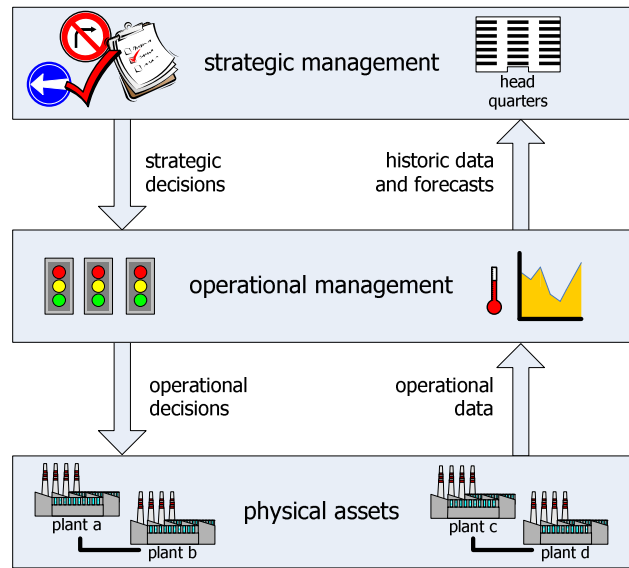 strategic management
head
quarters
strategic
decisions
historic data
and forecasts
operational management
operational
decisions
operational
data
plant a
plant b
physical assets
plant c
plant d